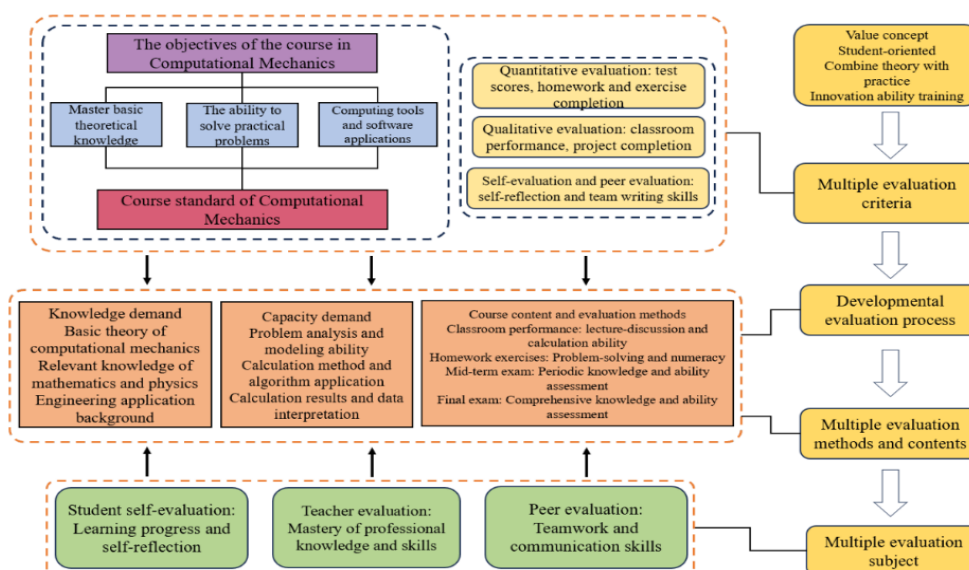 The objectives of the course in
Computational Mechanics
Master basic
theoretical
knowledge
The ability to
solve practical
problems
Computing tools
and software
applications
Course standard of Computational
Mechanics
Quantitative evaluation: test
scores, homework and exercise
completion
Qualitative evaluation: classroom
performance, project completion
Self-evaluation and peer evaluation:
self-reflection and team writing skills
Value concept
Student-oriented
Combine theory with
practice
Innovation ability training
Multiple evaluation
criteria
Developmental
evaluation process
Multiple evaluation
methods and contents
Multiple evaluation
subject
Knowledge demand
Basic theory of
computational mechanics
Relevant knowledge of
mathematics and physics
Engineering application
background
Capacity demand
Problem analysis and
modeling ability
Calculation method and
algorithm application
Calculation results and data
interpretation
Course content and evaluation methods
Classroom performance: lecture-discussion and
calculation ability
Homework exercises: Problem-solving and numeracy
Mid-term exam: Periodic knowledge and ability
assessment
Final exam: Comprehensive knowledge and ability
assessment
Student self-evaluation:
Learning progress and
self-reflection
Teacher evaluation:
Mastery of professional
knowledge and skills
Peer evaluation:
Teamwork and
communication skills